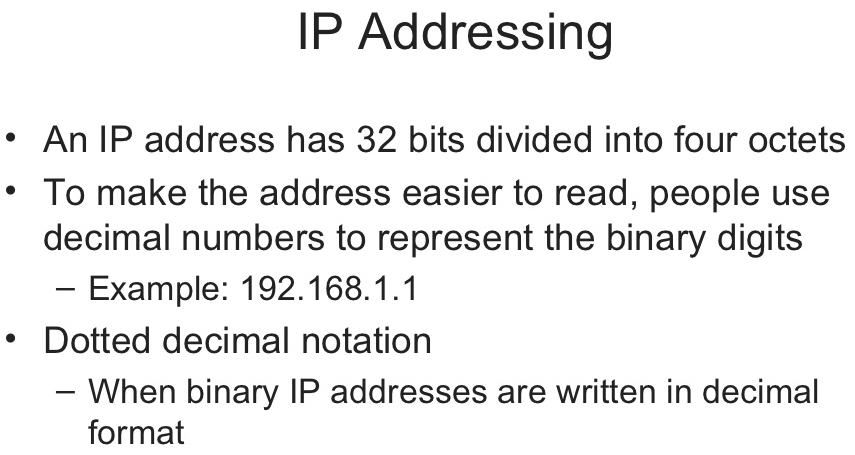 IP Addressing
• An IP address has 32 bits divided into four octets
• To make the address easier to read, people use
decimal numbers to represent the binary digits
– Example: 192.168.1.1
• Dotted decimal notation
– When binary IP addresses are written in decimal
format